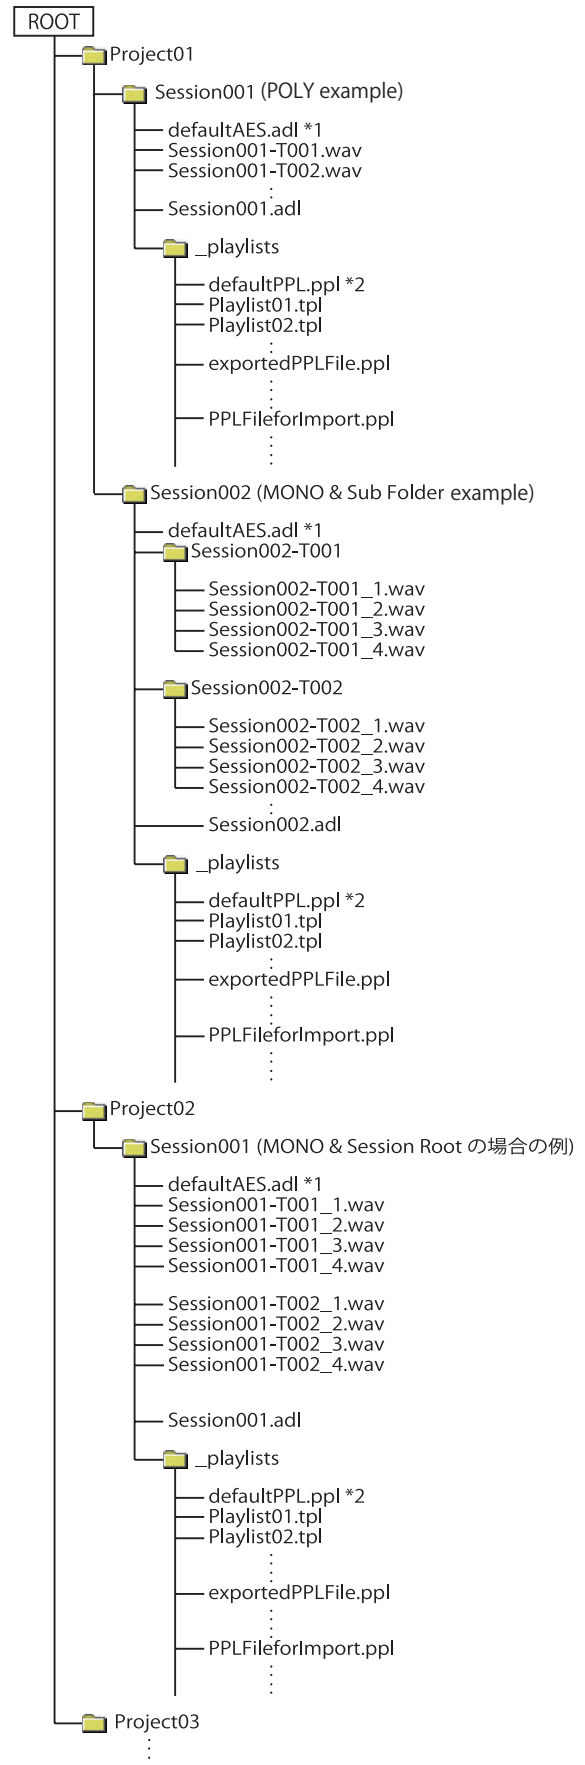 ROOT
Project01
Session001 (POLY example)
defaultAES.adl *1
Session001-T001.wav
Session001-T002.wav
Session001.adl
_playlists
defaultPPL.ppl *2
Playlist01.tpl
Playlist02.tpl
exportedPPLFile.ppl
PPLFileforImport.ppl
Session002 (MONO & Sub Folder example)
defaultAES.adl *1
Session002-T001
Session002-T001_1.wav
Session002-T001_2.wav
Session002-T001_3.wav
Session002-T001_4.wav
Session002-T002
Session002-T002_1.wav
Session002-T002_2.wav
Session002-T002_3.wav
Session002-T002_4.wav
Session002.adl
_playlists
defaultPPL.ppl *2
Playlist01.tpl
Playlist02.tpl
exportedPPLFile.ppl
PPLFileforImport.ppl
Project02
Session001 (MONO & Session Root の場合の例)
defaultAES.adl *1
Session001-T001_1.wav
Session001-T001_2.wav
Session001-T001_3.wav
Session001-T001_4.wav
Session001-T002_1.wav
Session001-T002_2.wav
Session001-T002_3.wav
Session001-T002_4.wav
Session001.adl
_playlists
defaultPPL.ppl *2
Playlist01.tpl
Playlist02.tpl
exportedPPLFile.ppl
PPLFileforImport.ppl
Project03